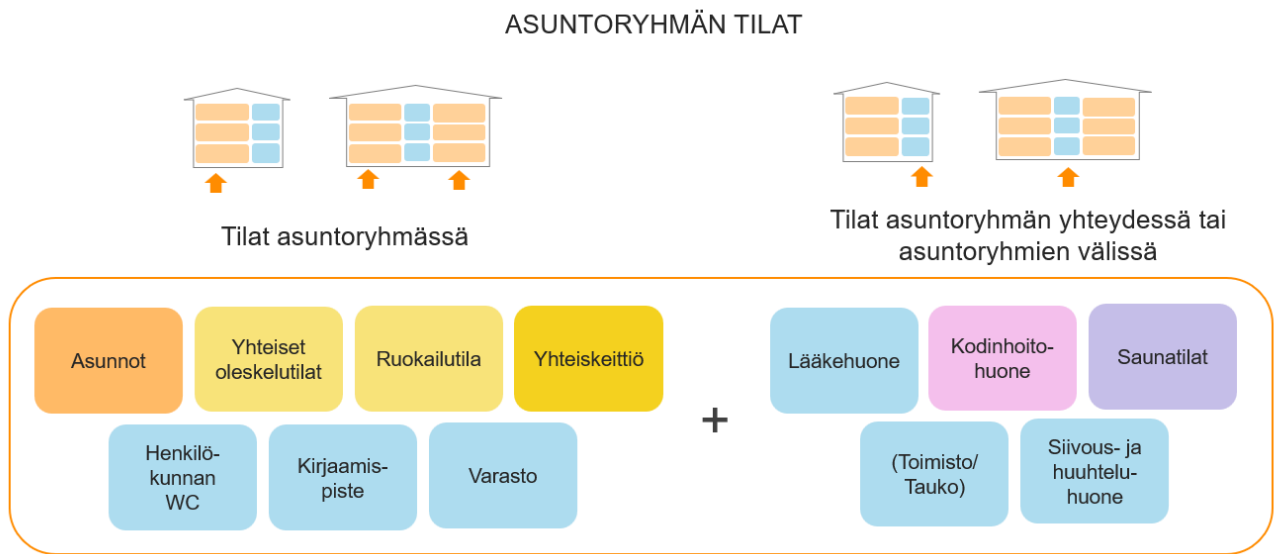 ASUNTORYHMÄN TILAT
Tilat asuntoryhmässä
Tilat asuntoryhmän yhteydessä tai
asuntoryhmien välissä
Asunnot
Yhteiset
oleskelutilat
Ruokailutila
Yhteiskeittiö
Henkilö-
kunnan
WC
Kirjaamis-
piste
Varasto
+
Lääkehuone
Kodinhoito-
huone
Saunatilat
(Toimisto/
Tauko)
Siivous- ja
huuhtelu-
huone